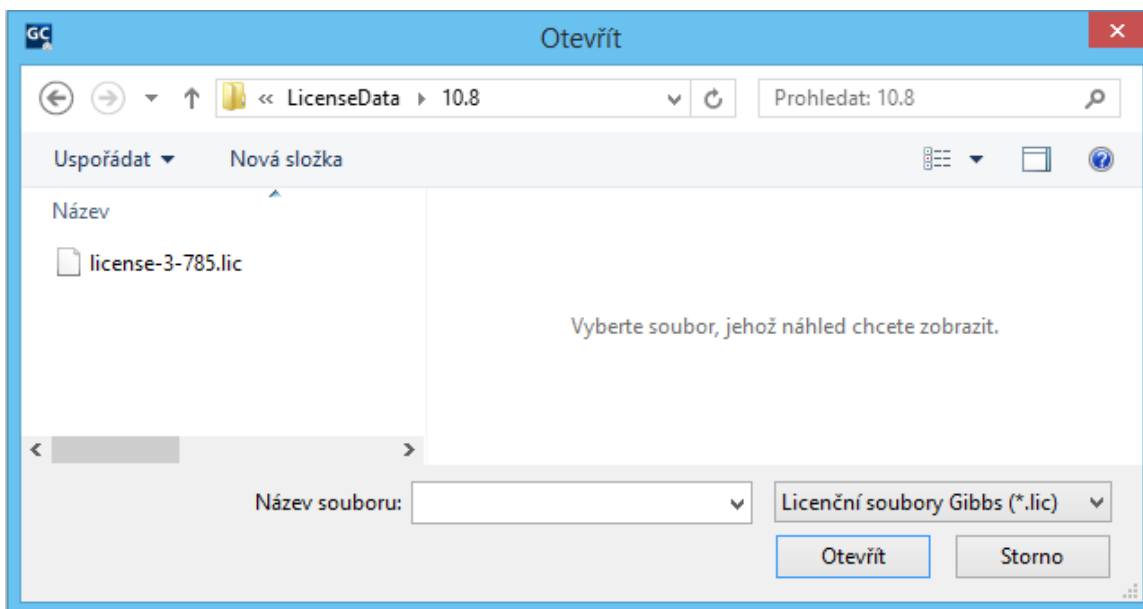 GC
Otevřít
« LicenseData 10.8
Prohledat: 10.8
Uspořádat
Nová složka
Název
license-3-785.lic
Vyberte soubor, jehož náhled chcete zobrazit.
Název souboru:
Licenční soubory Gibbs (*.lic)
Otevřít
Storno